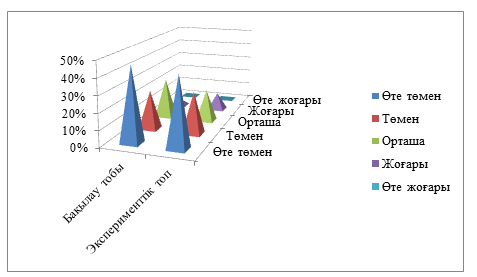 50%
40%
30%
20%
10%
0%
Өте жоғары
Жоғары
Орташа
Төмен
Өте төмен
Бақылау тобы
Эксперименттік топ
Өте төмен
Төмен
Орташа
Жоғары
Өте жоғары